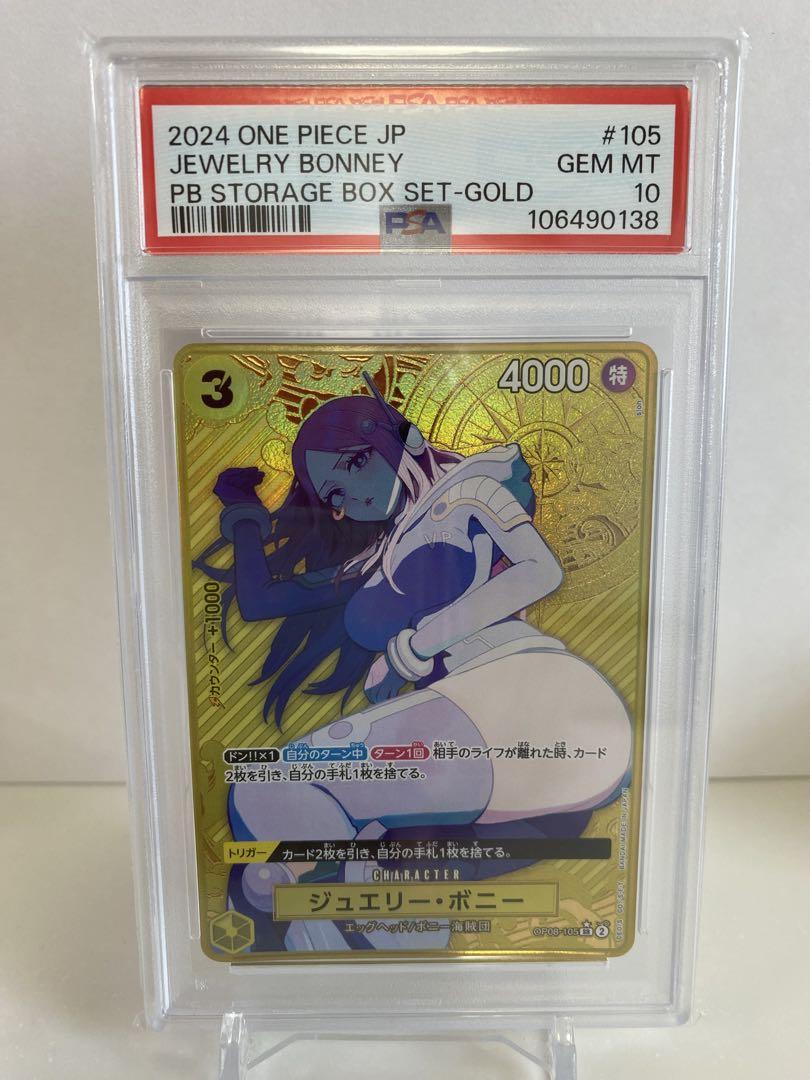 2024 ONE PIECE JP #105
JEWELRY BONNEY GEM MT
PB STORAGE BOX SET-GOLD 10
PSA 106490138
3 4000 特
カウンター +1000
VP
ドン!!×1 自分のターン中 ターン1回 相手のライフが離れた時、カード
2枚を引き、自分の手札1枚を捨てる。
トリガー カード2枚を引き、自分の手札1枚を捨てる。
CHARACTER
ジュエリー・ボニー
エッグヘッド/ボニー海賊団
OP08-105 2
BANDAI MADE IN JAPAN